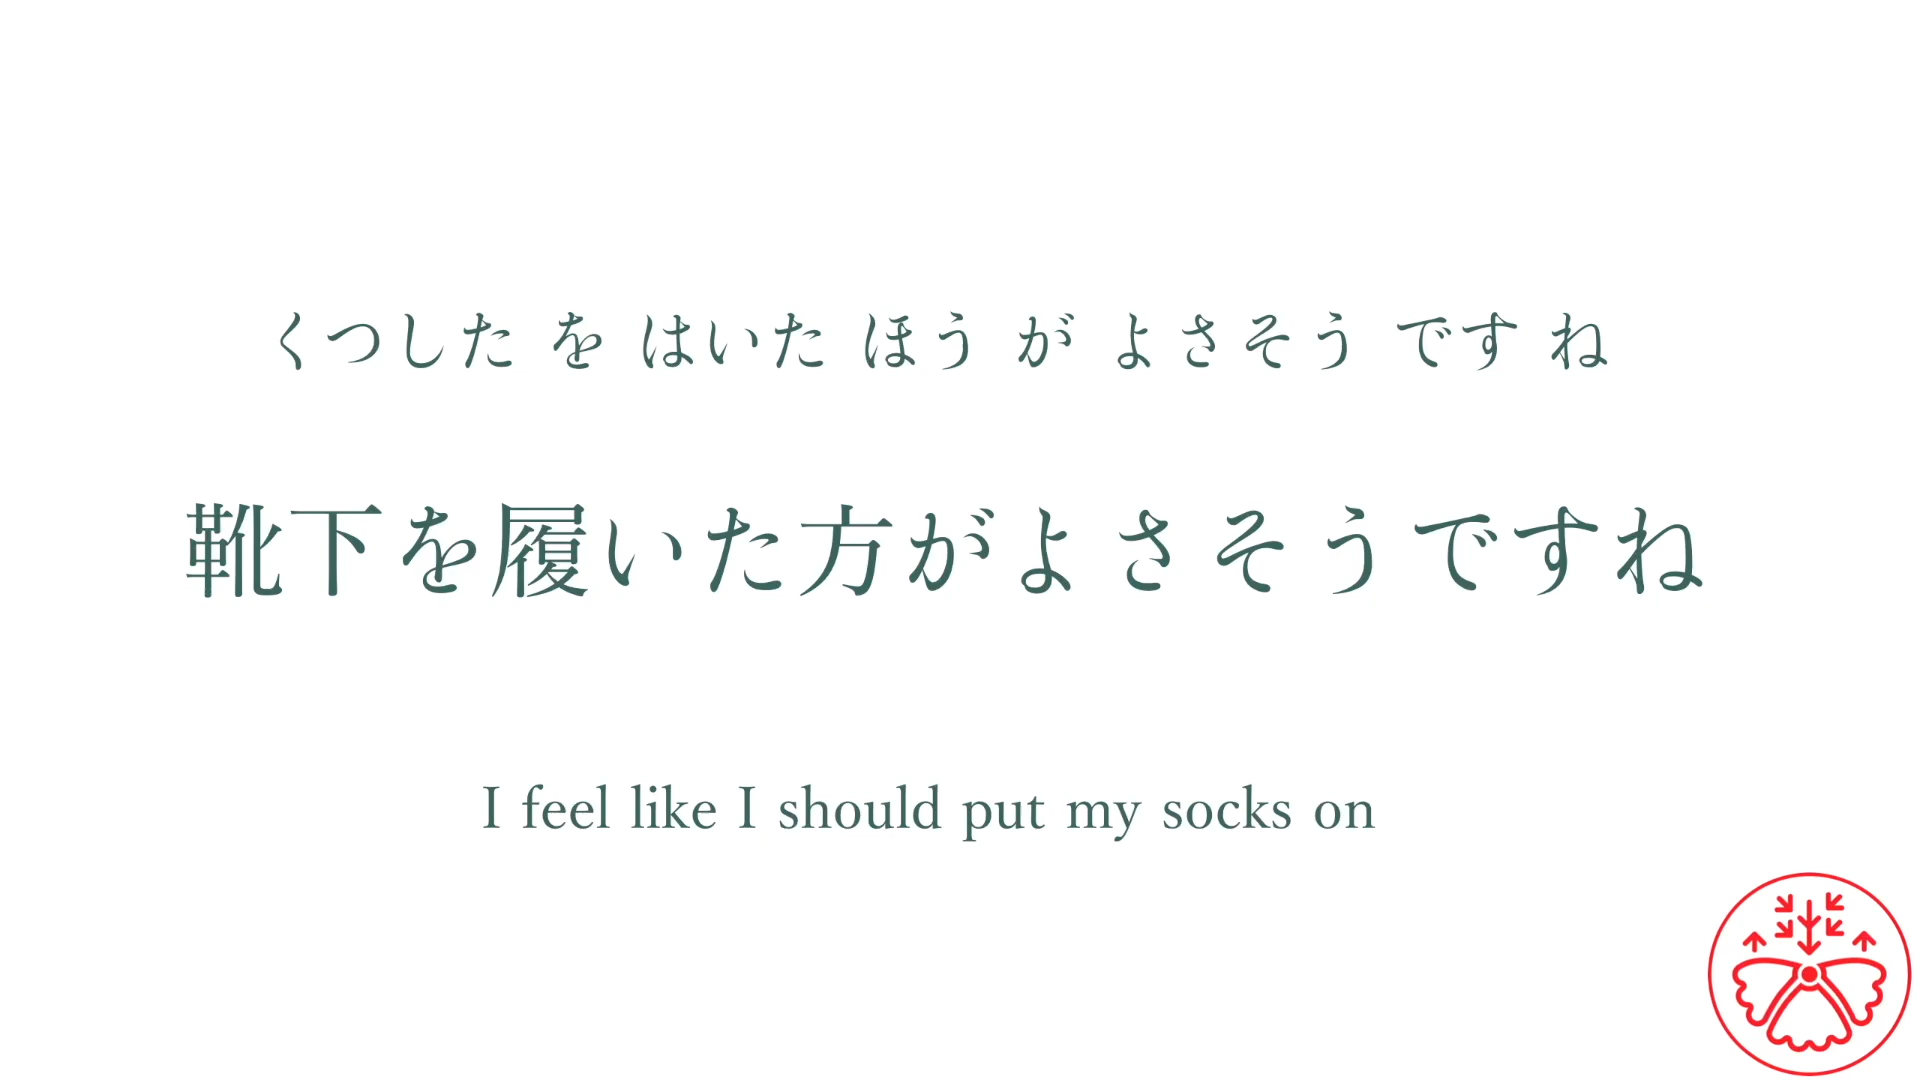 くつした を はいた ほう が よさそう です ね
靴下を履いた方がよさそうですね
I feel like I should put my socks on